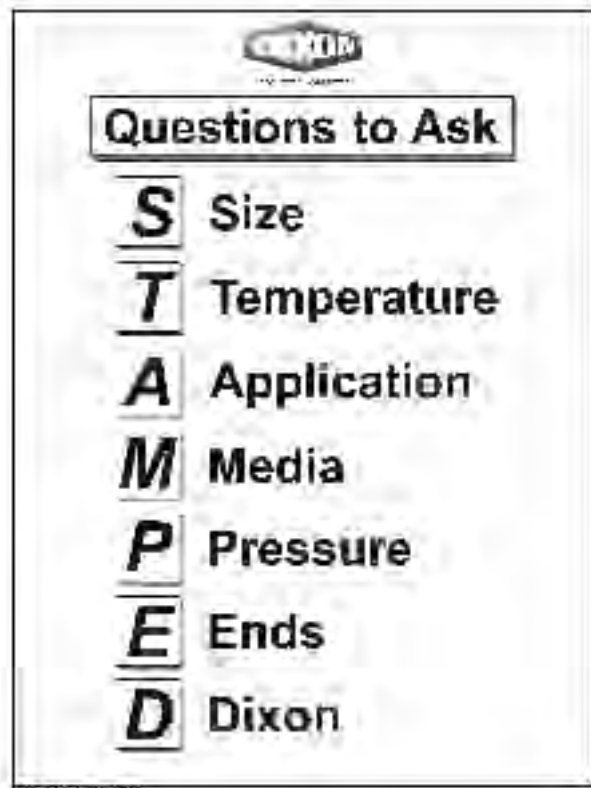 Questions to Ask
S Size
T Temperature
A Application
M Media
P Pressure
E Ends
D Dixon